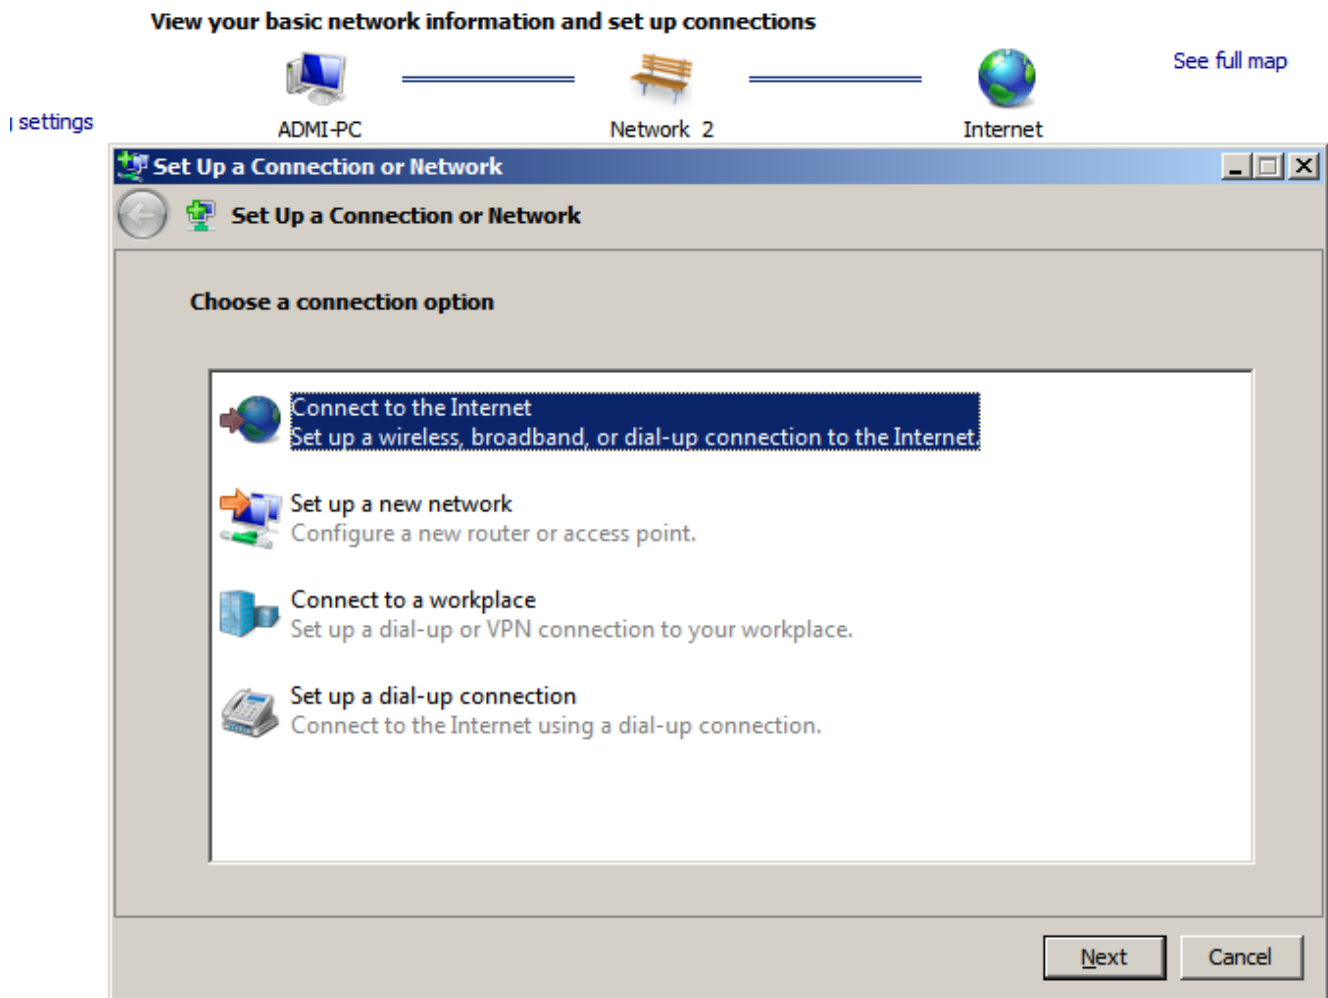 View your basic network information and set up connections
See full map
settings
ADMI-PC
Network 2
Internet
Set Up a Connection or Network
Set Up a Connection or Network
Choose a connection option
Connect to the Internet
Set up a wireless, broadband, or dial-up connection to the Internet.
Set up a new network
Configure a new router or access point.
Connect to a workplace
Set up a dial-up or VPN connection to your workplace.
Set up a dial-up connection
Connect to the Internet using a dial-up connection.
Next
Cancel